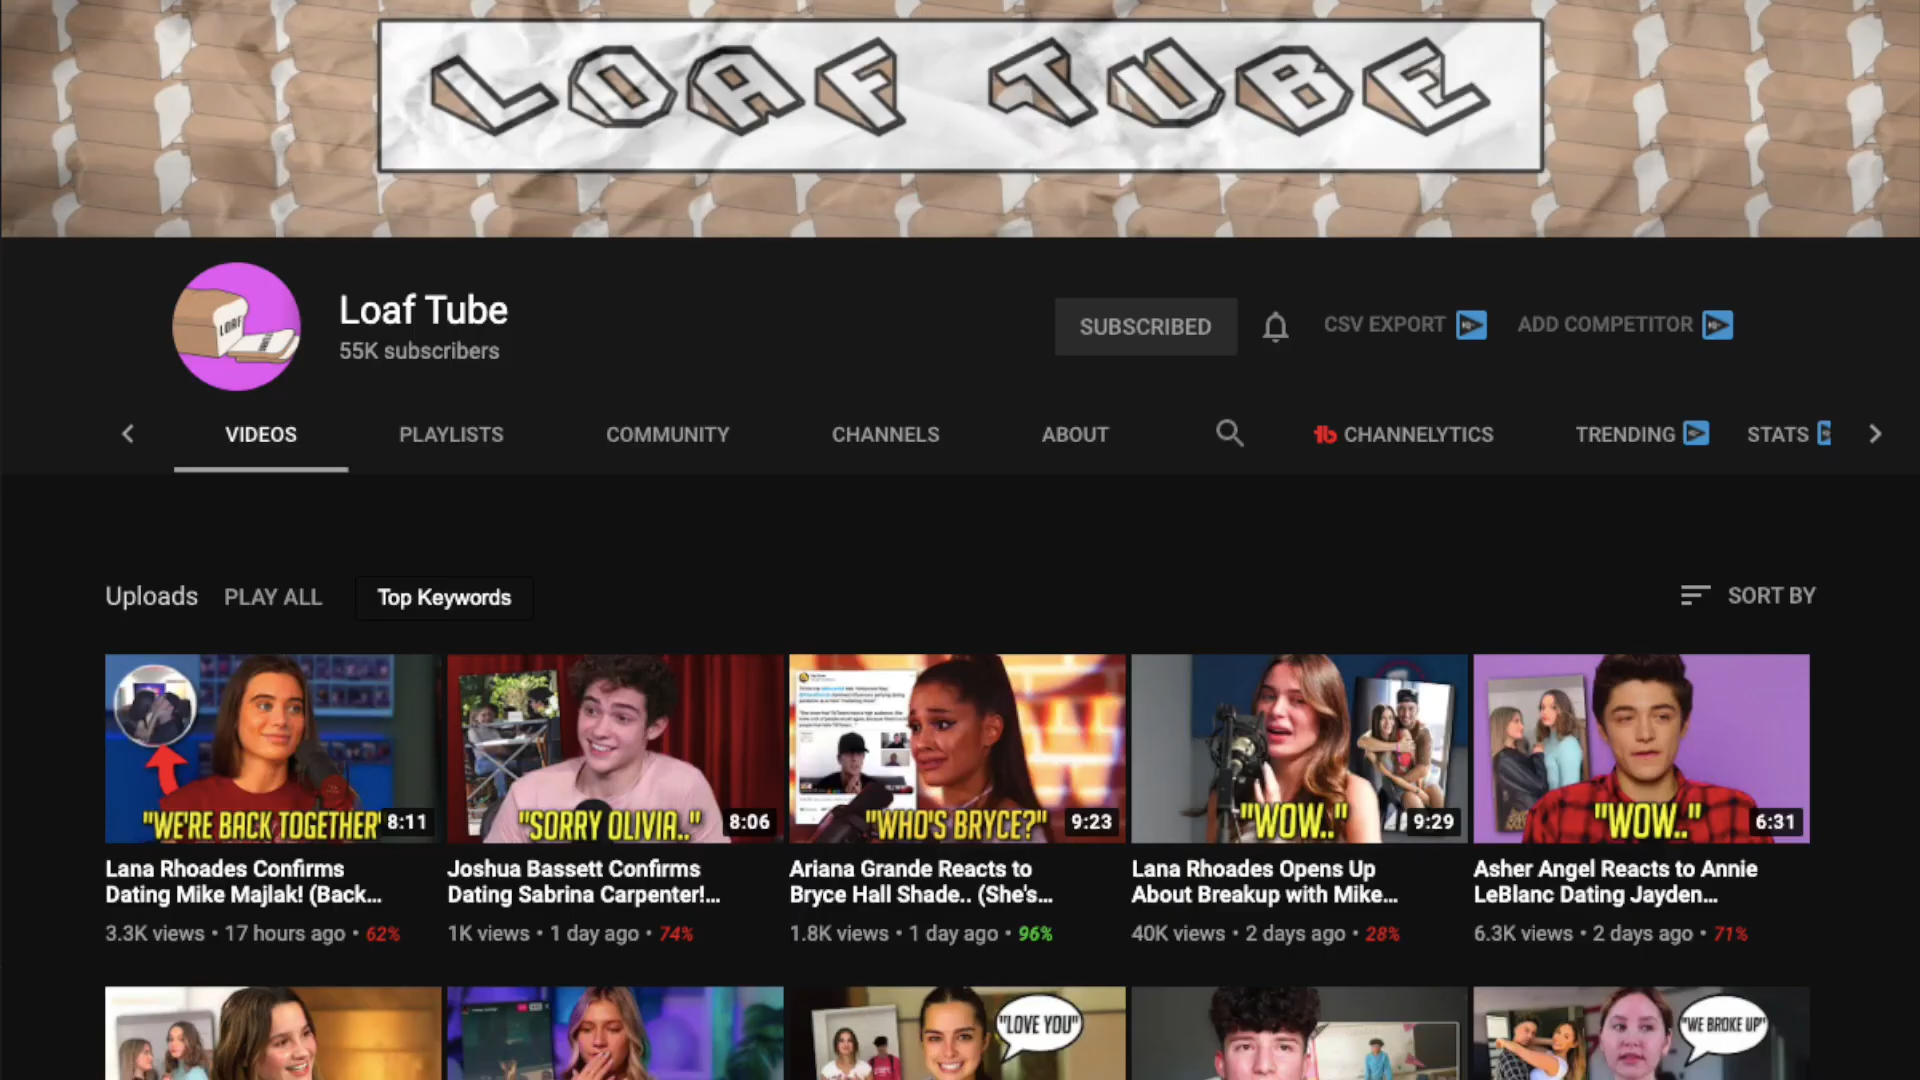 LOAF TUBE
LOAF
Loaf Tube
55K subscribers
SUBSCRIBED
CSV EXPORT
ADD COMPETITOR
VIDEOS
PLAYLISTS
COMMUNITY
CHANNELS
ABOUT
CHANNELYTICS
TRENDING
STATS
Uploads
PLAY ALL
Top Keywords
SORT BY
"WE'RE BACK TOGETHER"
8:11
"SORRY OLIVIA.."
8:06
"WHO'S BRYCE?"
9:23
"WOW.."
9:29
"WOW.."
6:31
Lana Rhoades Confirms
Dating Mike Majlak! (Back...
3.3K views • 17 hours ago • 62%
Joshua Bassett Confirms
Dating Sabrina Carpenter!...
1K views • 1 day ago • 74%
Ariana Grande Reacts to
Bryce Hall Shade.. (She's...
1.8K views • 1 day ago • 96%
Lana Rhoades Opens Up
About Breakup with Mike...
40K views • 2 days ago • 28%
Asher Angel Reacts to Annie
LeBlanc Dating Jayden...
6.3K views • 2 days ago • 71%
"LOVE YOU"
"WE BROKE UP"